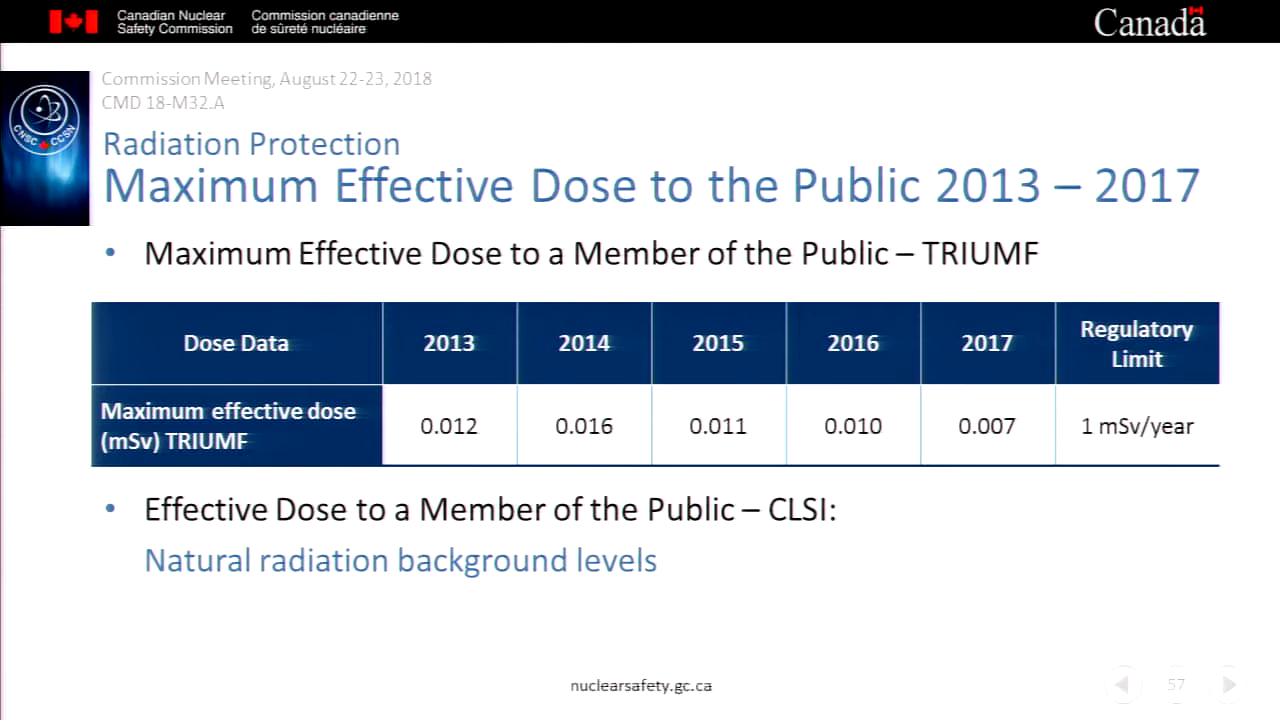 Canadian Nuclear Safety Commission
Commission canadienne de sûreté nucléaire
Canada
Commission Meeting, August 22-23, 2018
CMD 18-M32.A
CNSC CCSN
Radiation Protection
Maximum Effective Dose to the Public 2013 – 2017
• Maximum Effective Dose to a Member of the Public – TRIUMF
Dose Data 2013 2014 2015 2016 2017 Regulatory Limit
Maximum effective dose (mSv) TRIUMF 0.012 0.016 0.011 0.010 0.007 1 mSv/year
• Effective Dose to a Member of the Public – CLSI:
Natural radiation background levels
nuclearsafety.gc.ca
57